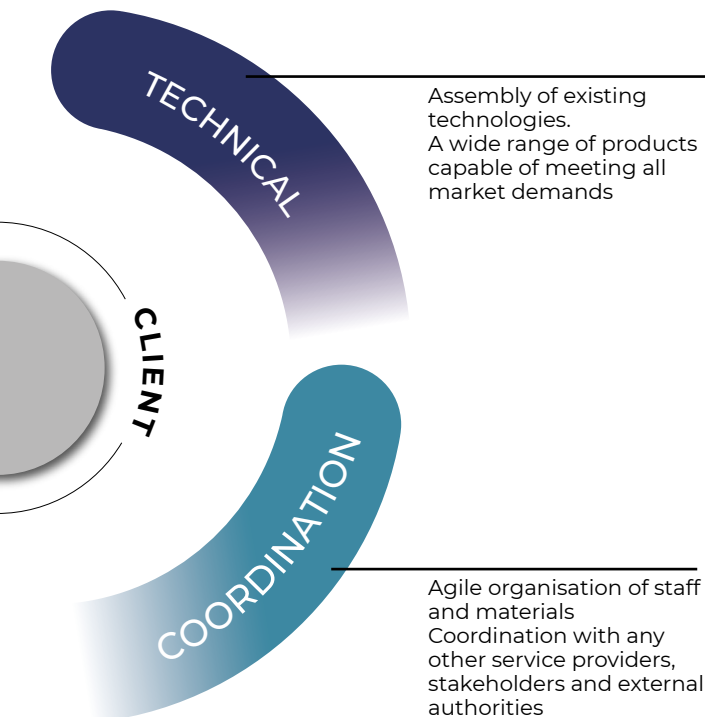 TECHNICAL
Assembly of existing
technologies.
A wide range of products
capable of meeting all
market demands
CLIENT
COORDINATION
Agile organisation of staff
and materials
Coordination with any
other service providers,
stakeholders and external
authorities